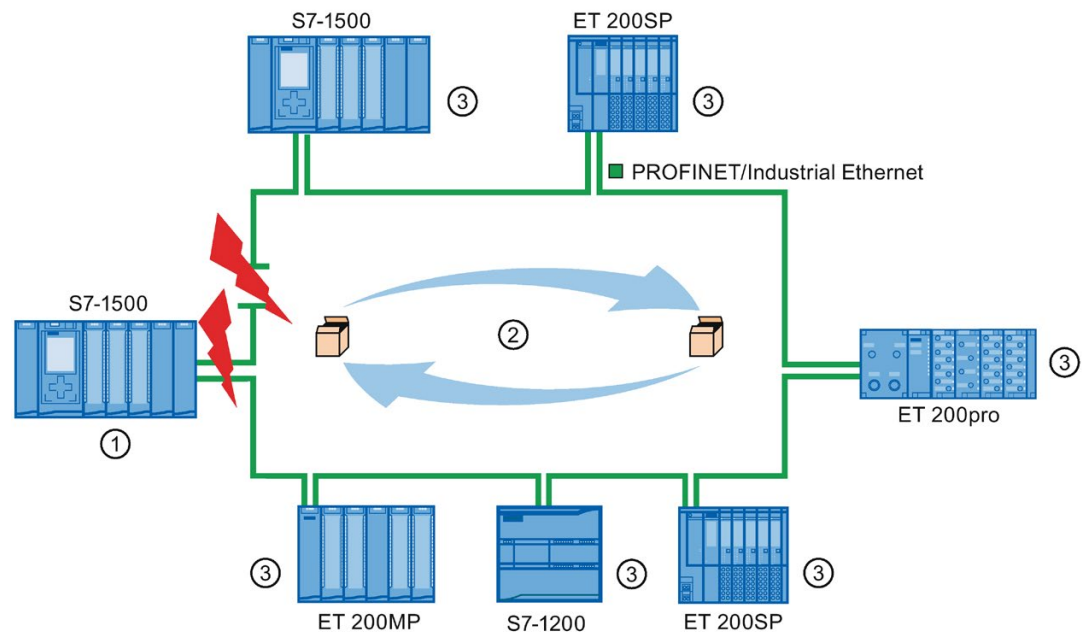 S7-1500
ET 200SP
③
③
PROFINET/Industrial Ethernet
S7-1500
②
③
①
ET 200pro
③
③
③
ET 200MP
S7-1200
ET 200SP